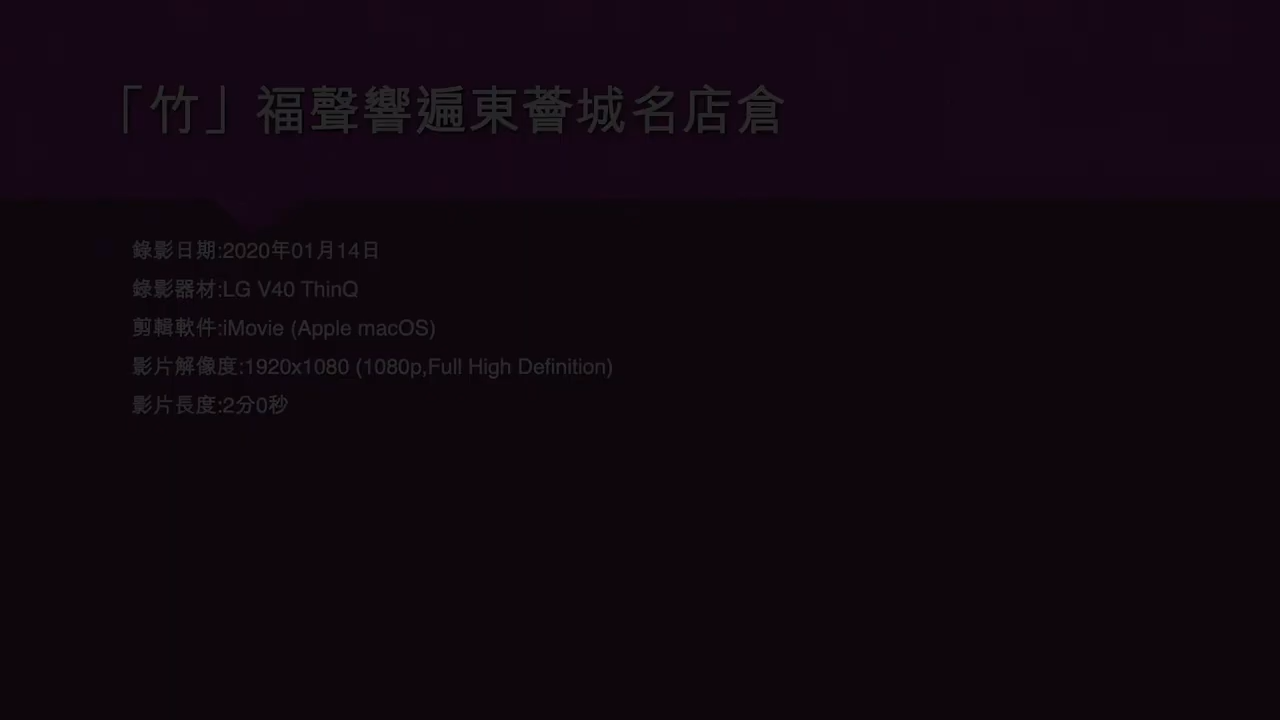 「竹」福聲響遍東薈城名店倉
錄影日期:2020年01月14日
錄影器材:LG V40 ThinQ
剪輯軟件:iMovie (Apple macOS)
影片解像度:1920x1080 (1080p,Full High Definition)
影片長度:2分0秒